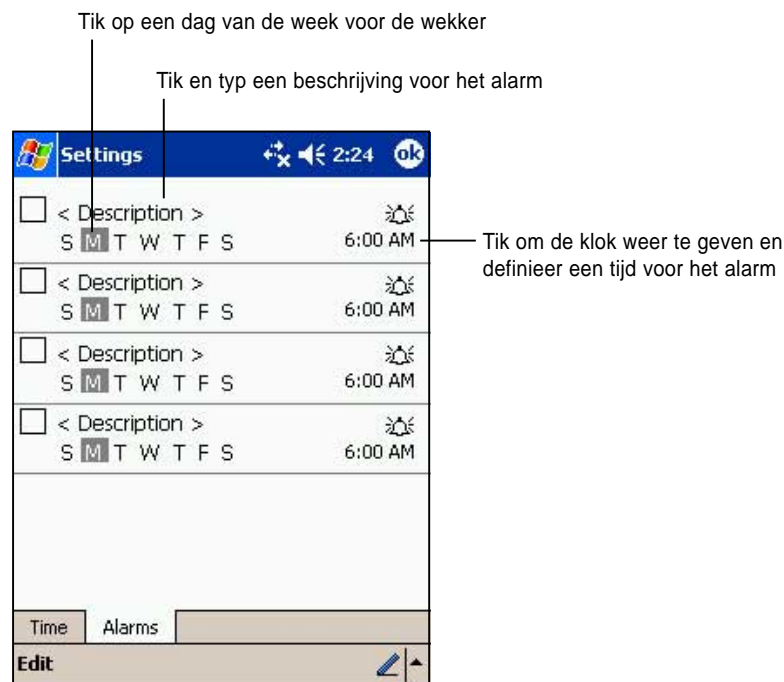 Tik op een dag van de week voor de wekker
Tik en typ een beschrijving voor het alarm
Settings 2:24 ok
< Description >
S M T W T F S 6:00 AM
Tik om de klok weer te geven en
definieer een tijd voor het alarm
< Description >
S M T W T F S 6:00 AM
< Description >
S M T W T F S 6:00 AM
< Description >
S M T W T F S 6:00 AM
Time Alarms
Edit